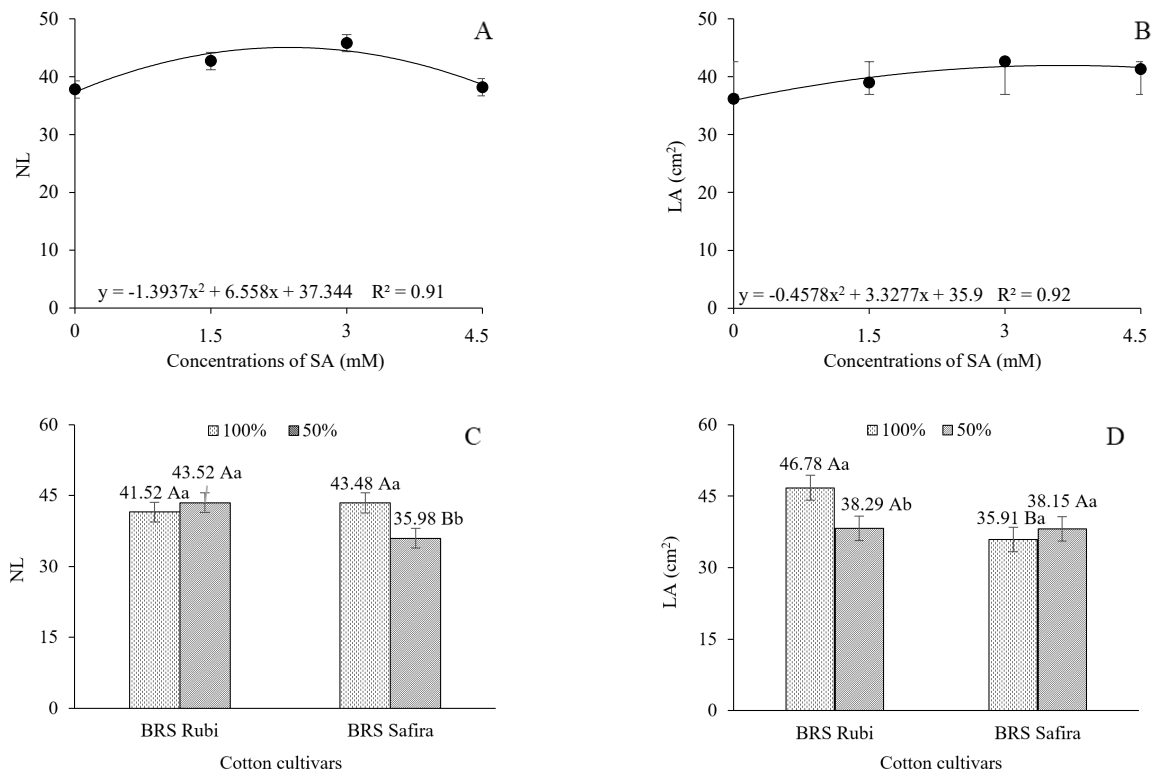 A
50
40
30
20
10
0
NL
y = -1.3937x² + 6.558x + 37.344 R² = 0.91
0 1.5 3 4.5
Concentrations of SA (mM)
B
50
40
30
20
10
0
LA (cm²)
y = -0.4578x² + 3.3277x + 35.9 R² = 0.92
0 1.5 3 4.5
Concentrations of SA (mM)
C
60
45
30
15
0
NL
100% 50%
41.52 Aa
43.52 Aa
43.48 Aa
35.98 Bb
BRS Rubi BRS Safira
Cotton cultivars
D
60
45
30
15
0
LA (cm²)
100% 50%
46.78 Aa
38.29 Ab
35.91 Ba
38.15 Aa
BRS Rubi BRS Safira
Cotton cultivars